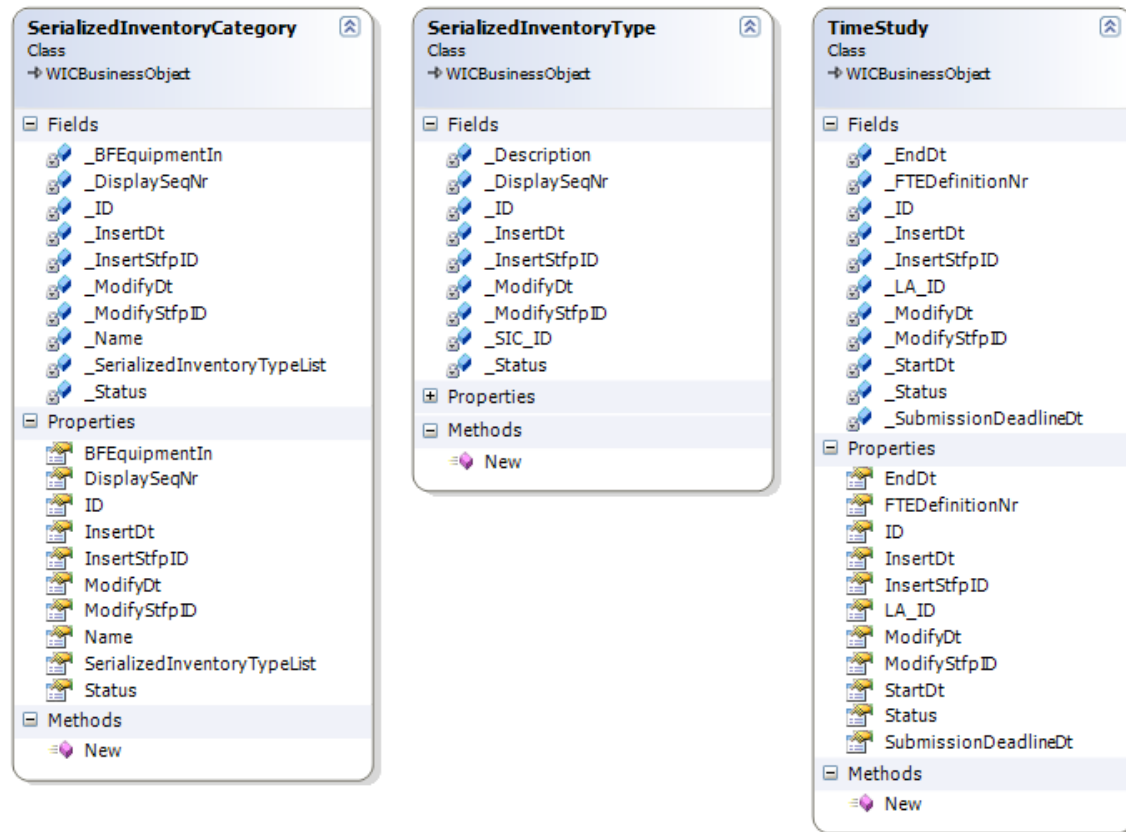 SerializedInventoryCategory
Class
WICBusinessObject
Fields
_BFEquipmentIn
_DisplaySeqNr
_ID
_InsertDt
_InsertStfpID
_ModifyDt
_ModifyStfpID
_Name
_SerializedInventoryTypeList
_Status
Properties
BFEquipmentIn
DisplaySeqNr
ID
InsertDt
InsertStfpID
ModifyDt
ModifyStfpID
Name
SerializedInventoryTypeList
Status
Methods
New
SerializedInventoryType
Class
WICBusinessObject
Fields
_Description
_DisplaySeqNr
_ID
_InsertDt
_InsertStfpID
_ModifyDt
_ModifyStfpID
_SIC_ID
_Status
Properties
Methods
New
TimeStudy
Class
WICBusinessObject
Fields
_EndDt
_FTEDefinitionNr
_ID
_InsertDt
_InsertStfpID
_LA_ID
_ModifyDt
_ModifyStfpID
_StartDt
_Status
_SubmissionDeadlineDt
Properties
EndDt
FTEDefinitionNr
ID
InsertDt
InsertStfpID
LA_ID
ModifyDt
ModifyStfpID
StartDt
Status
SubmissionDeadlineDt
Methods
New